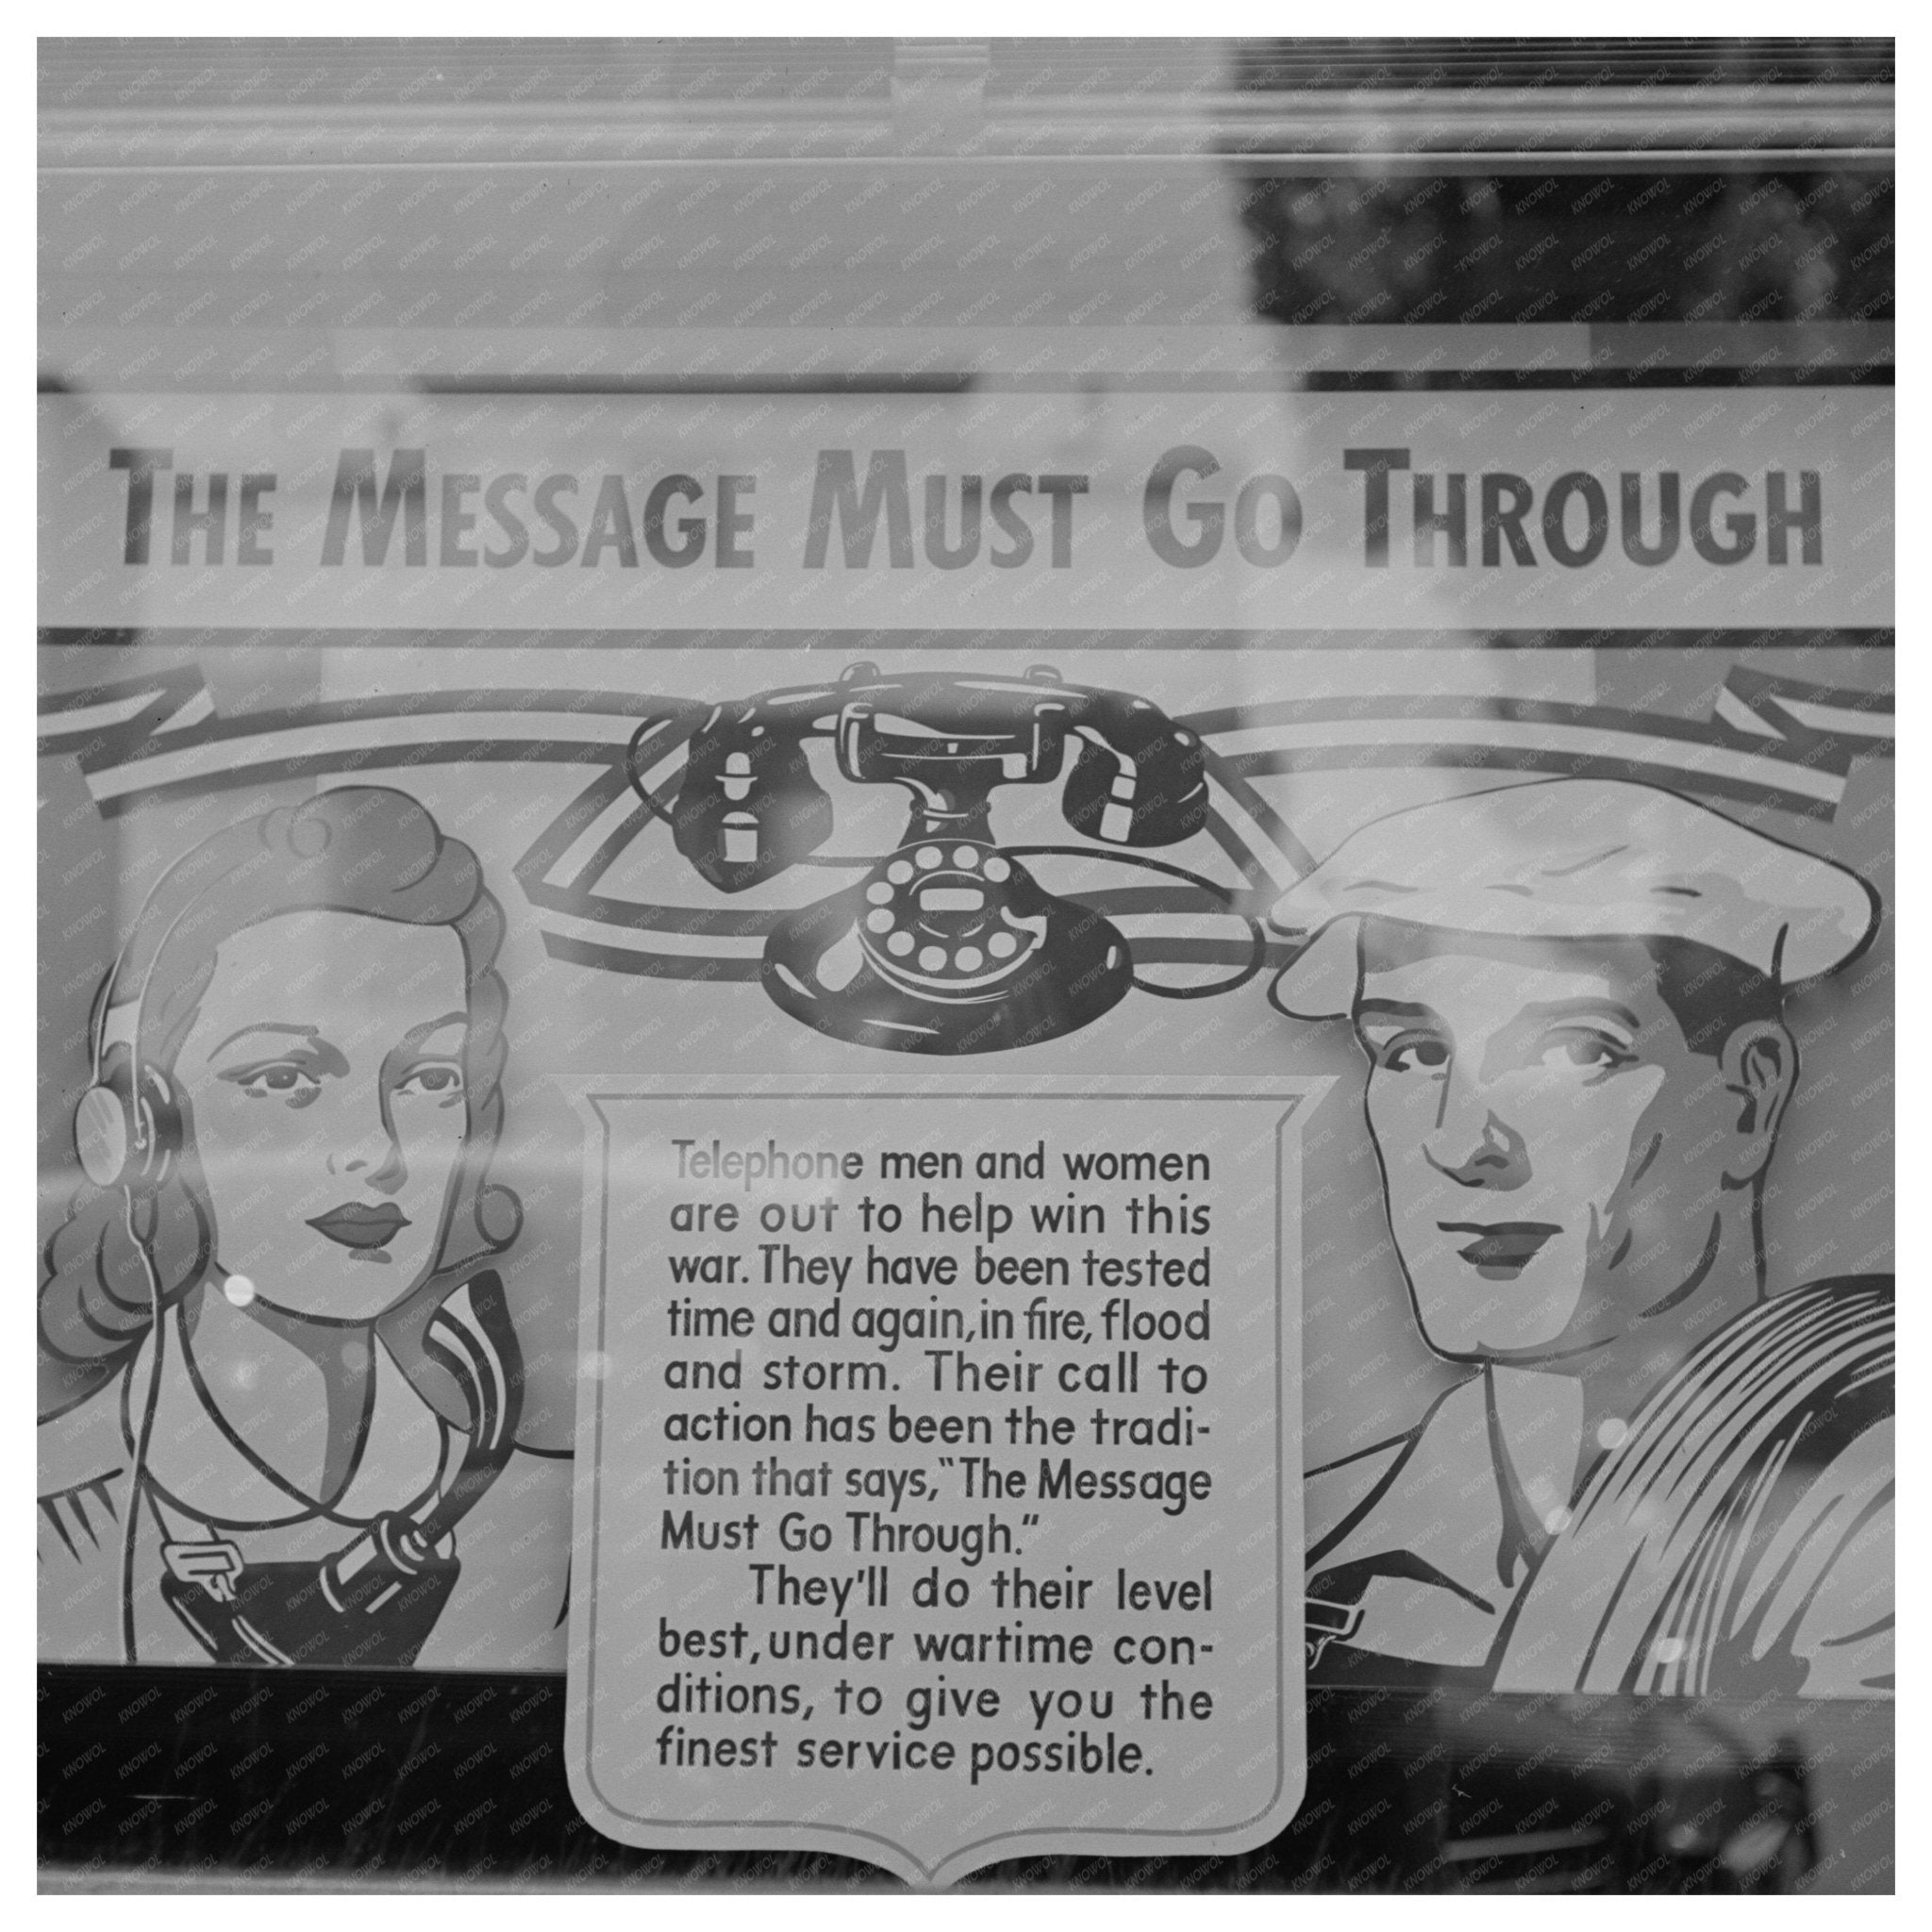 THE MESSAGE MUST GO THROUGH
Telephone men and women
are out to help win this
war. They have been tested
time and again, in fire, flood
and storm. Their call to
action has been the tradi-
tion that says, "The Message
Must Go Through."
They'll do their level
best, under wartime con-
ditions, to give you the
finest service possible.
KNOWOL